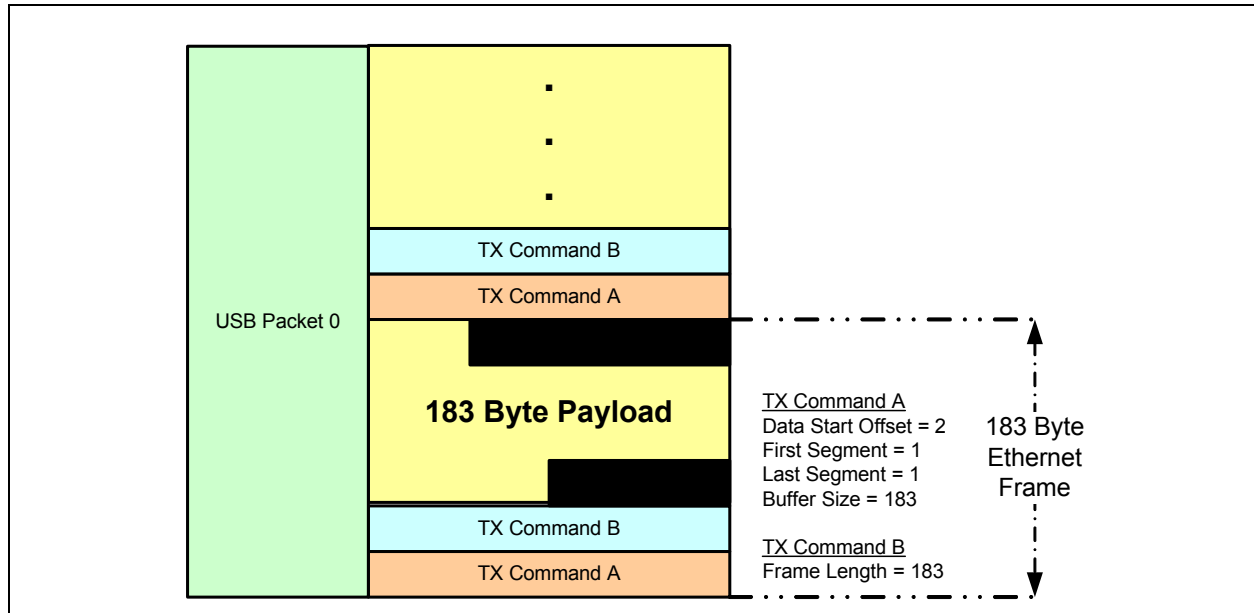 TX Command B
TX Command A
USB Packet 0
183 Byte Payload
TX Command B
TX Command A
TX Command A
Data Start Offset = 2
First Segment = 1
Last Segment = 1
Buffer Size = 183
TX Command B
Frame Length = 183
183 Byte
Ethernet
Frame